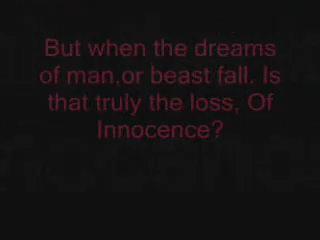 But when the dreams
of man,or beast fall. Is
that truly the loss, Of
Innocence?